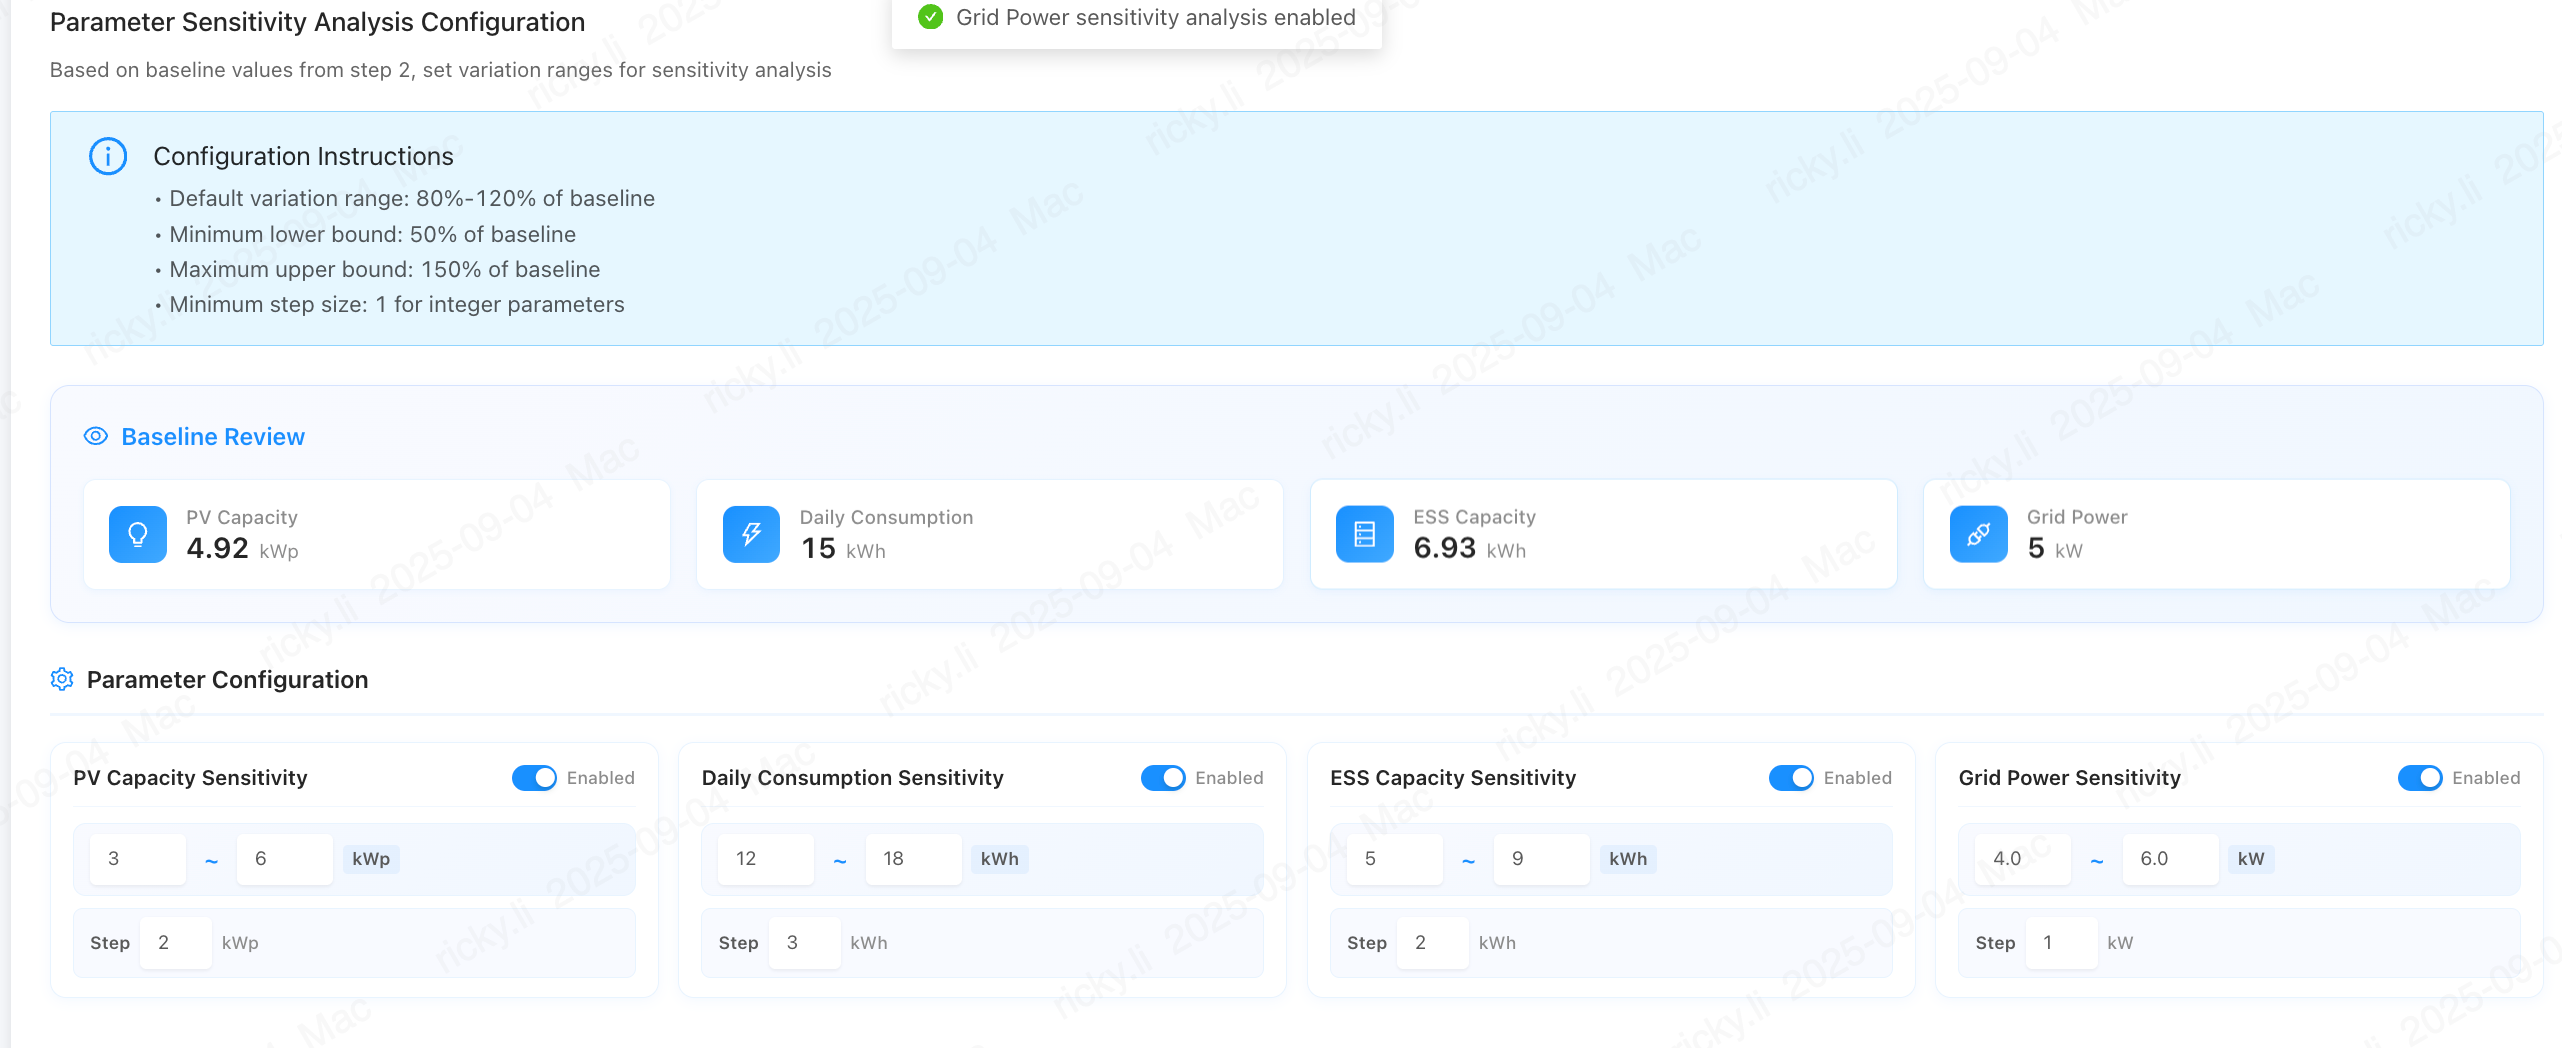 Parameter Sensitivity Analysis Configuration
Grid Power sensitivity analysis enabled
Based on baseline values from step 2, set variation ranges for sensitivity analysis
Configuration Instructions
• Default variation range: 80%-120% of baseline
• Minimum lower bound: 50% of baseline
• Maximum upper bound: 150% of baseline
• Minimum step size: 1 for integer parameters
Baseline Review
PV Capacity
4.92 kWp
Daily Consumption
15 kWh
ESS Capacity
6.93 kWh
Grid Power
5 kW
Parameter Configuration
PV Capacity Sensitivity Enabled
3 ~ 6 kWp
Step 2 kWp
Daily Consumption Sensitivity Enabled
12 ~ 18 kWh
Step 3 kWh
ESS Capacity Sensitivity Enabled
5 ~ 9 kWh
Step 2 kWh
Grid Power Sensitivity Enabled
4.0 ~ 6.0 kW
Step 1 kW
ricky.li 2025-09-04 Mac